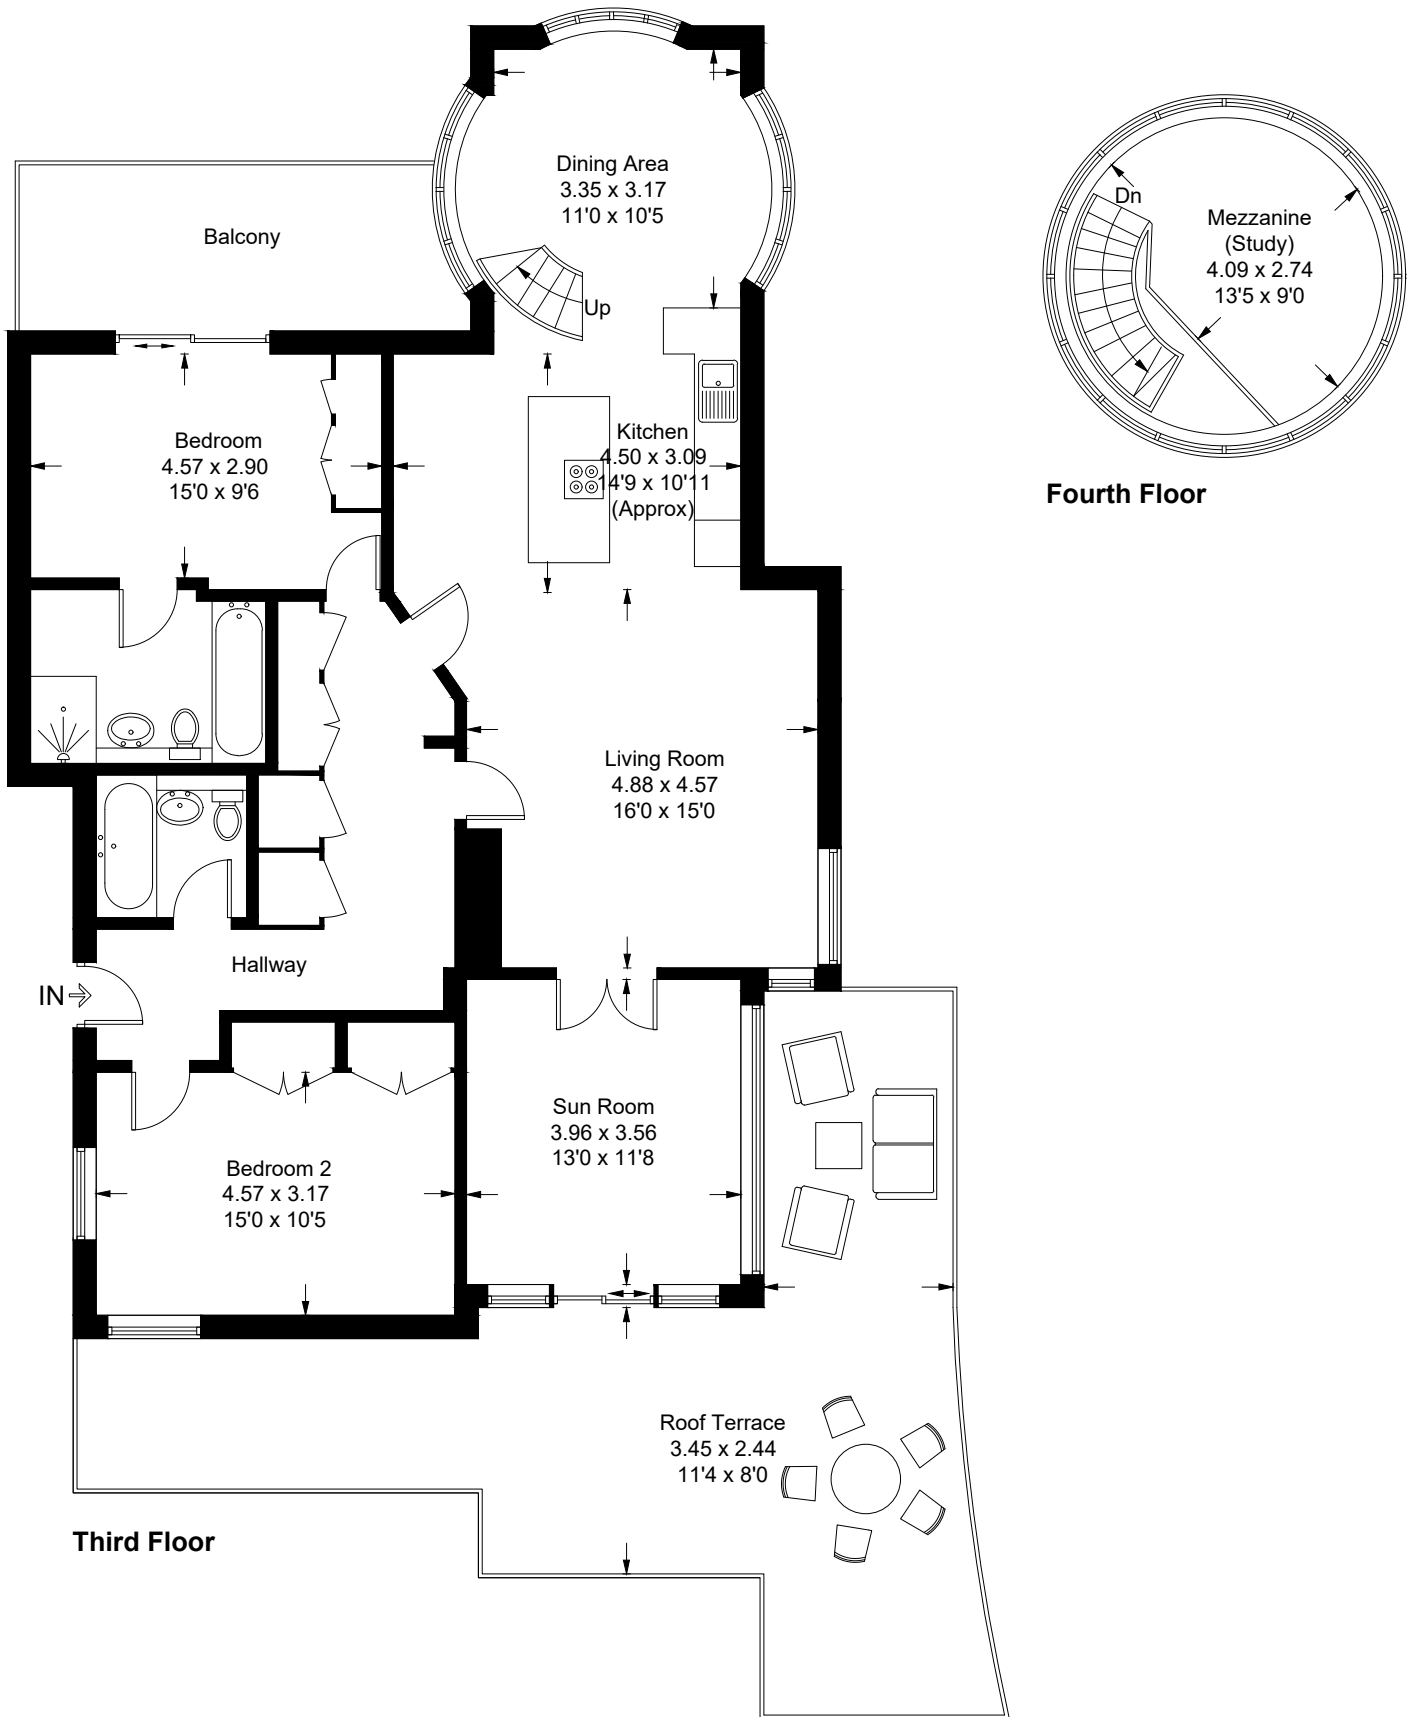 Dining Area
3.35 x 3.17
11'0 x 10'5
Balcony
Up
Dn
Mezzanine
(Study)
4.09 x 2.74
13'5 x 9'0
Fourth Floor
Bedroom
4.57 x 2.90
15'0 x 9'6
Kitchen
4.50 x 3.09
14'9 x 10'11
(Approx)
Living Room
4.88 x 4.57
16'0 x 15'0
Hallway
IN
Sun Room
3.96 x 3.56
13'0 x 11'8
Bedroom 2
4.57 x 3.17
15'0 x 10'5
Roof Terrace
3.45 x 2.44
11'4 x 8'0
Third Floor